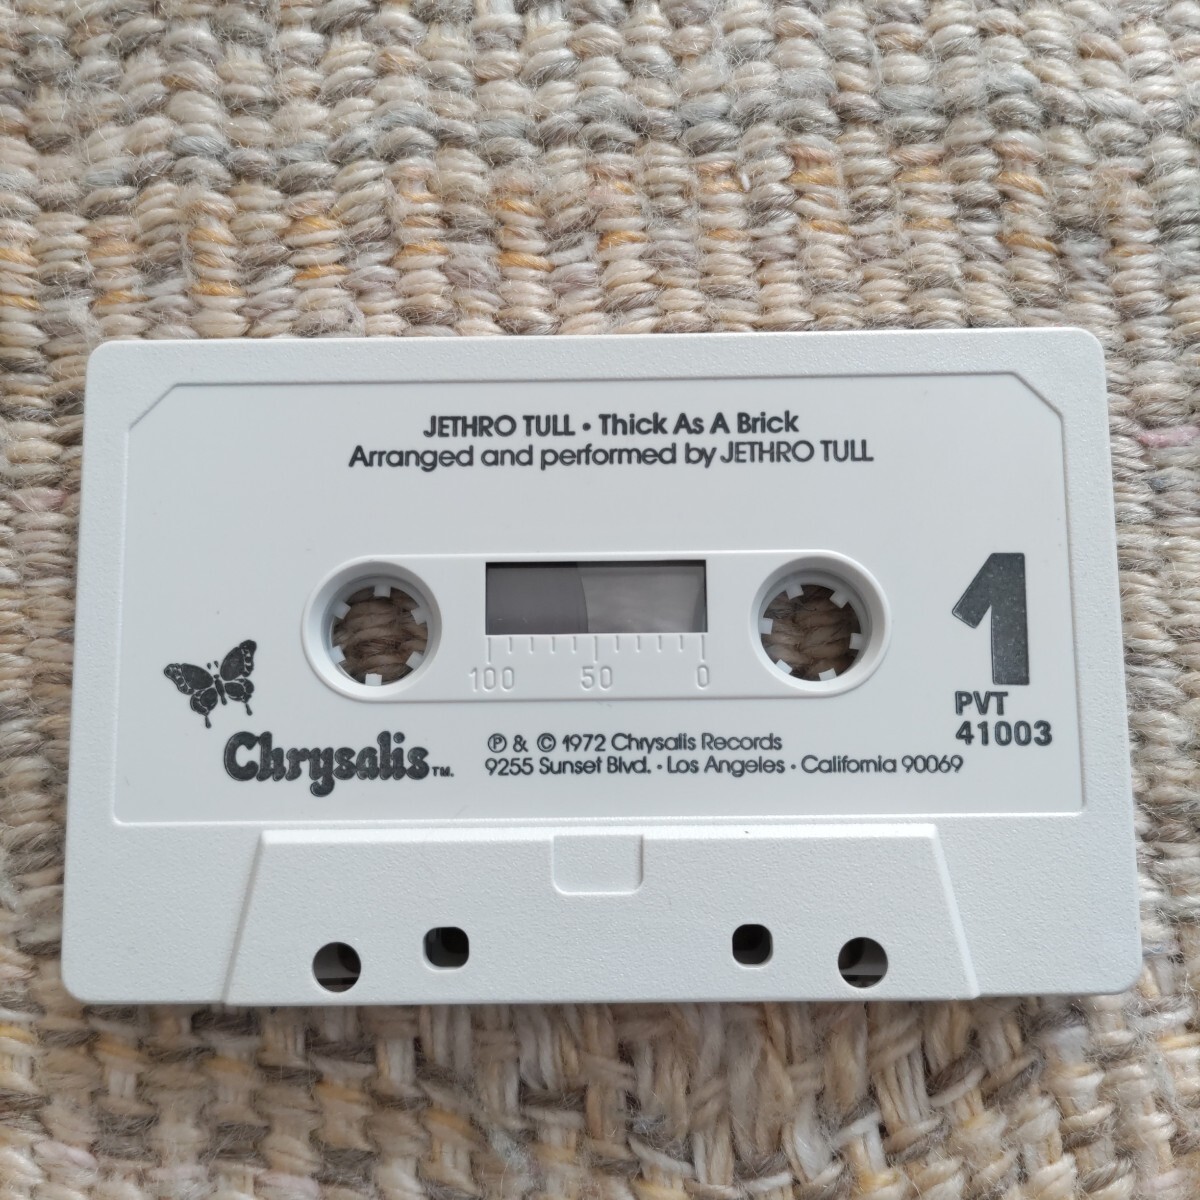 JETHRO TULL • Thick As A Brick
Arranged and performed by JETHRO TULL
1
100 50 0
PVT
41003
Chrysalis TM.
℗ & © 1972 Chrysalis Records
9255 Sunset Blvd. • Los Angeles • California 90069